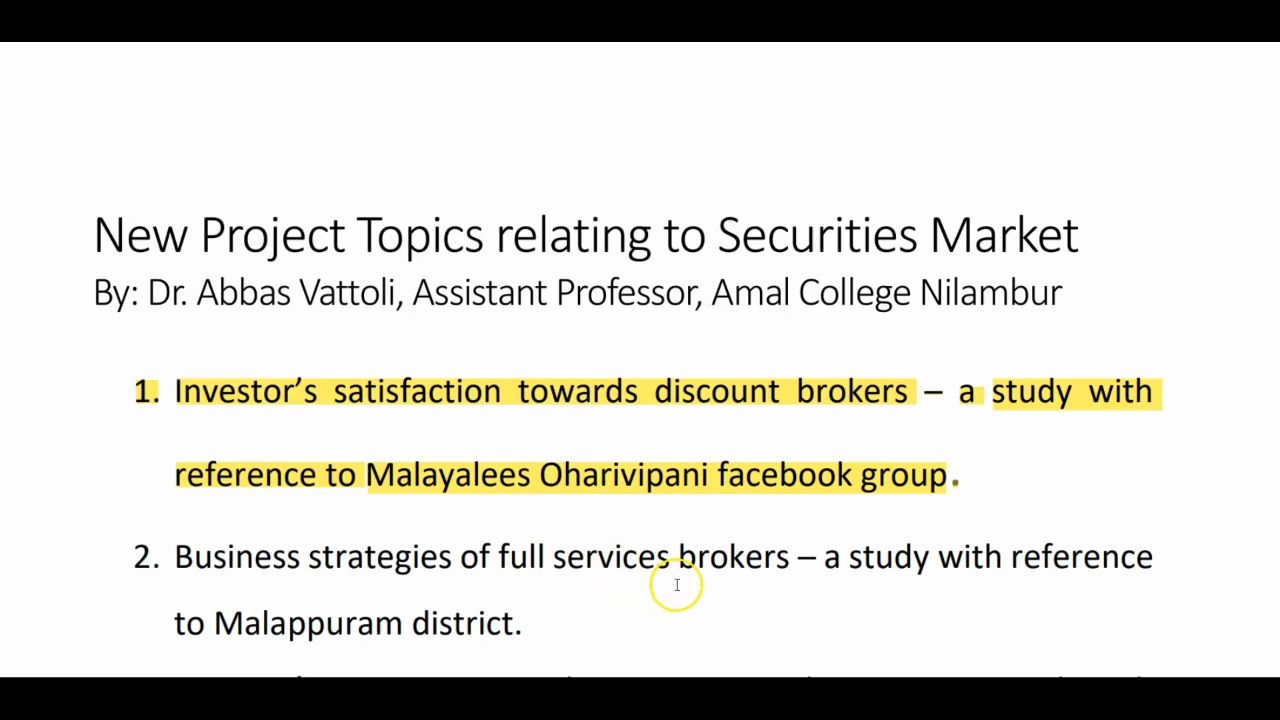 New Project Topics relating to Securities Market
By: Dr. Abbas Vattoli, Assistant Professor, Amal College Nilambur
1. Investor’s satisfaction towards discount brokers – a study with
reference to Malayalees Oharivipani facebook group.
2. Business strategies of full services brokers – a study with reference
to Malappuram district.